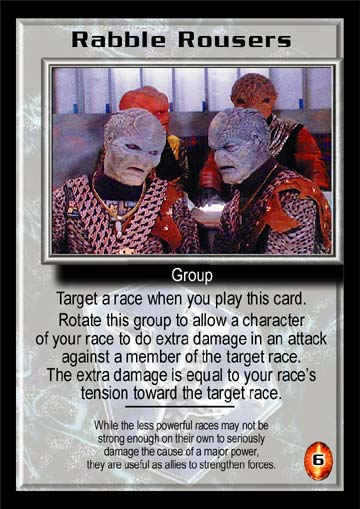 Rabble Rousers
Group
Target a race when you play this card.
Rotate this group to allow a character
of your race to do extra damage in an attack
against a member of the target race.
The extra damage is equal to your race's
tension toward the target race.
While the less powerful races may not
be strong enough on their own to seriously
damage the cause of a major power,
they are useful as allies to strengthen forces.
6